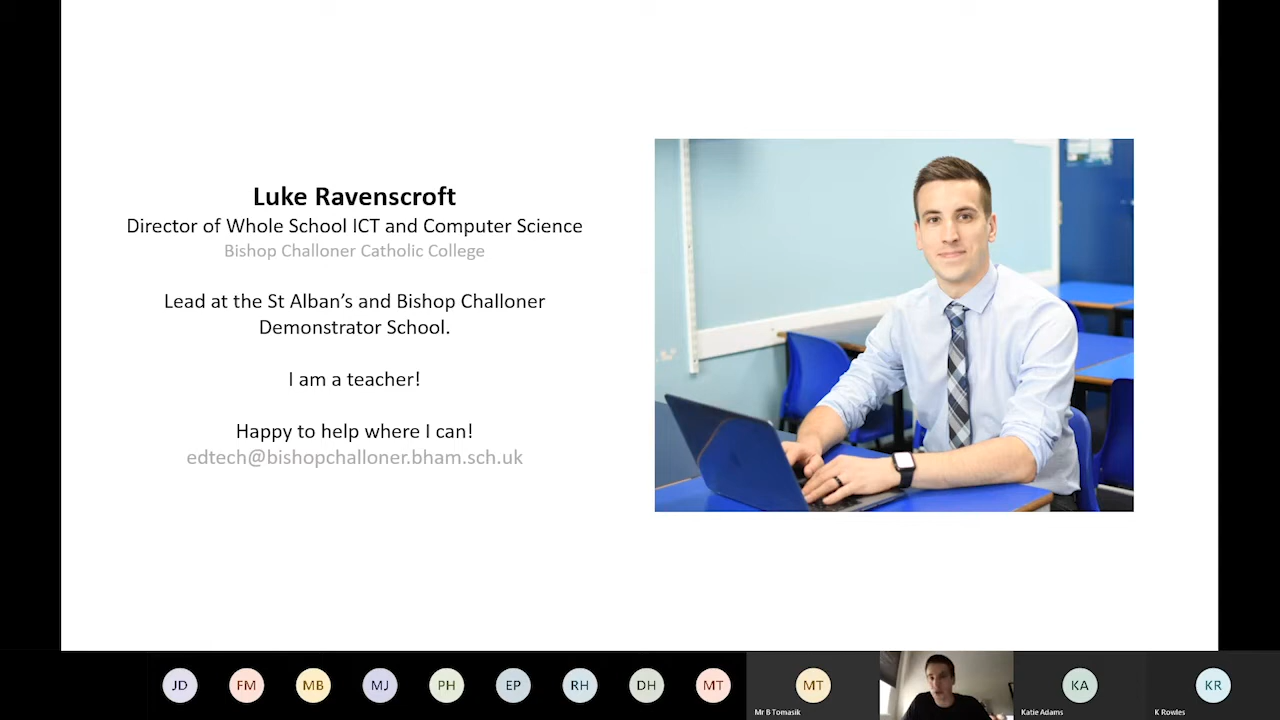 Luke Ravenscroft
Director of Whole School ICT and Computer Science
Bishop Challoner Catholic College
Lead at the St Alban's and Bishop Challoner
Demonstrator School.
I am a teacher!
Happy to help where I can!
edtech@bishopchalloner.bham.sch.uk
JD FM MB MJ PH EP RH DH MT MT KA KR
Mr B Tomasik Katie Adams K Rowles